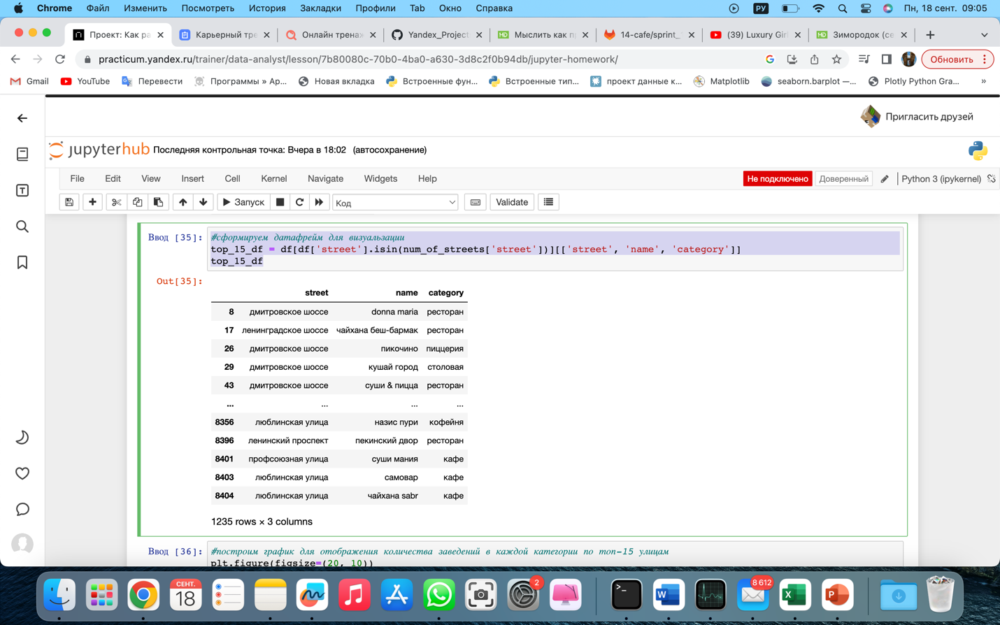 Chrome Файл Изменить Посмотреть История Закладки Профили Tab Окно Справка РУ Пн, 18 сент. 09:05
Проект: Как ра Карьерный тре Онлайн тренаж Yandex_Project Мыслить как п 14-cafe/sprint_ (39) Luxury Girl Зимородок (се
practicum.yandex.ru/trainer/data-analyst/lesson/7b80080c-70b0-4ba0-a630-3d8c2f0b94db/jupyter-homework/ Обновить
Gmail YouTube Перевести Программы » Ap... Новая вкладка Встроенные фун... Встроенные тип... проект данные к... Matplotlib seaborn.barplot —... Plotly Python Gra... »
Пригласить друзей
jupyterhub Последняя контрольная точка: Вчера в 18:02 (автосохранение)
File Edit View Insert Cell Kernel Navigate Widgets Help Не подключено Доверенный Python 3 (ipykernel)
Запуск Код Validate
Ввод [35]: #сформируем датафрейм для визуальзации
top_15_df = df[df['street'].isin(num_of_streets['street'])][['street', 'name', 'category']]
top_15_df
Out[35]:
street name category
8 дмитровское шоссе donna maria ресторан
17 ленинградское шоссе чайхана беш-бармак ресторан
26 дмитровское шоссе пикочино пиццерия
29 дмитровское шоссе кушай город столовая
43 дмитровское шоссе суши & пицца ресторан
... ... ... ...
8356 люблинская улица назис пури кофейня
8396 ленинский проспект пекинский двор ресторан
8401 профсоюзная улица суши мания кафе
8403 люблинская улица самовар кафе
8404 люблинская улица чайхана sabr кафе
1235 rows × 3 columns
Ввод [36]: #построим график для отображения количества заведений в каждой категории по топ-15 улицам
plt.figure(figsize=(20, 10))
СЕНТ.
18
2
8 612